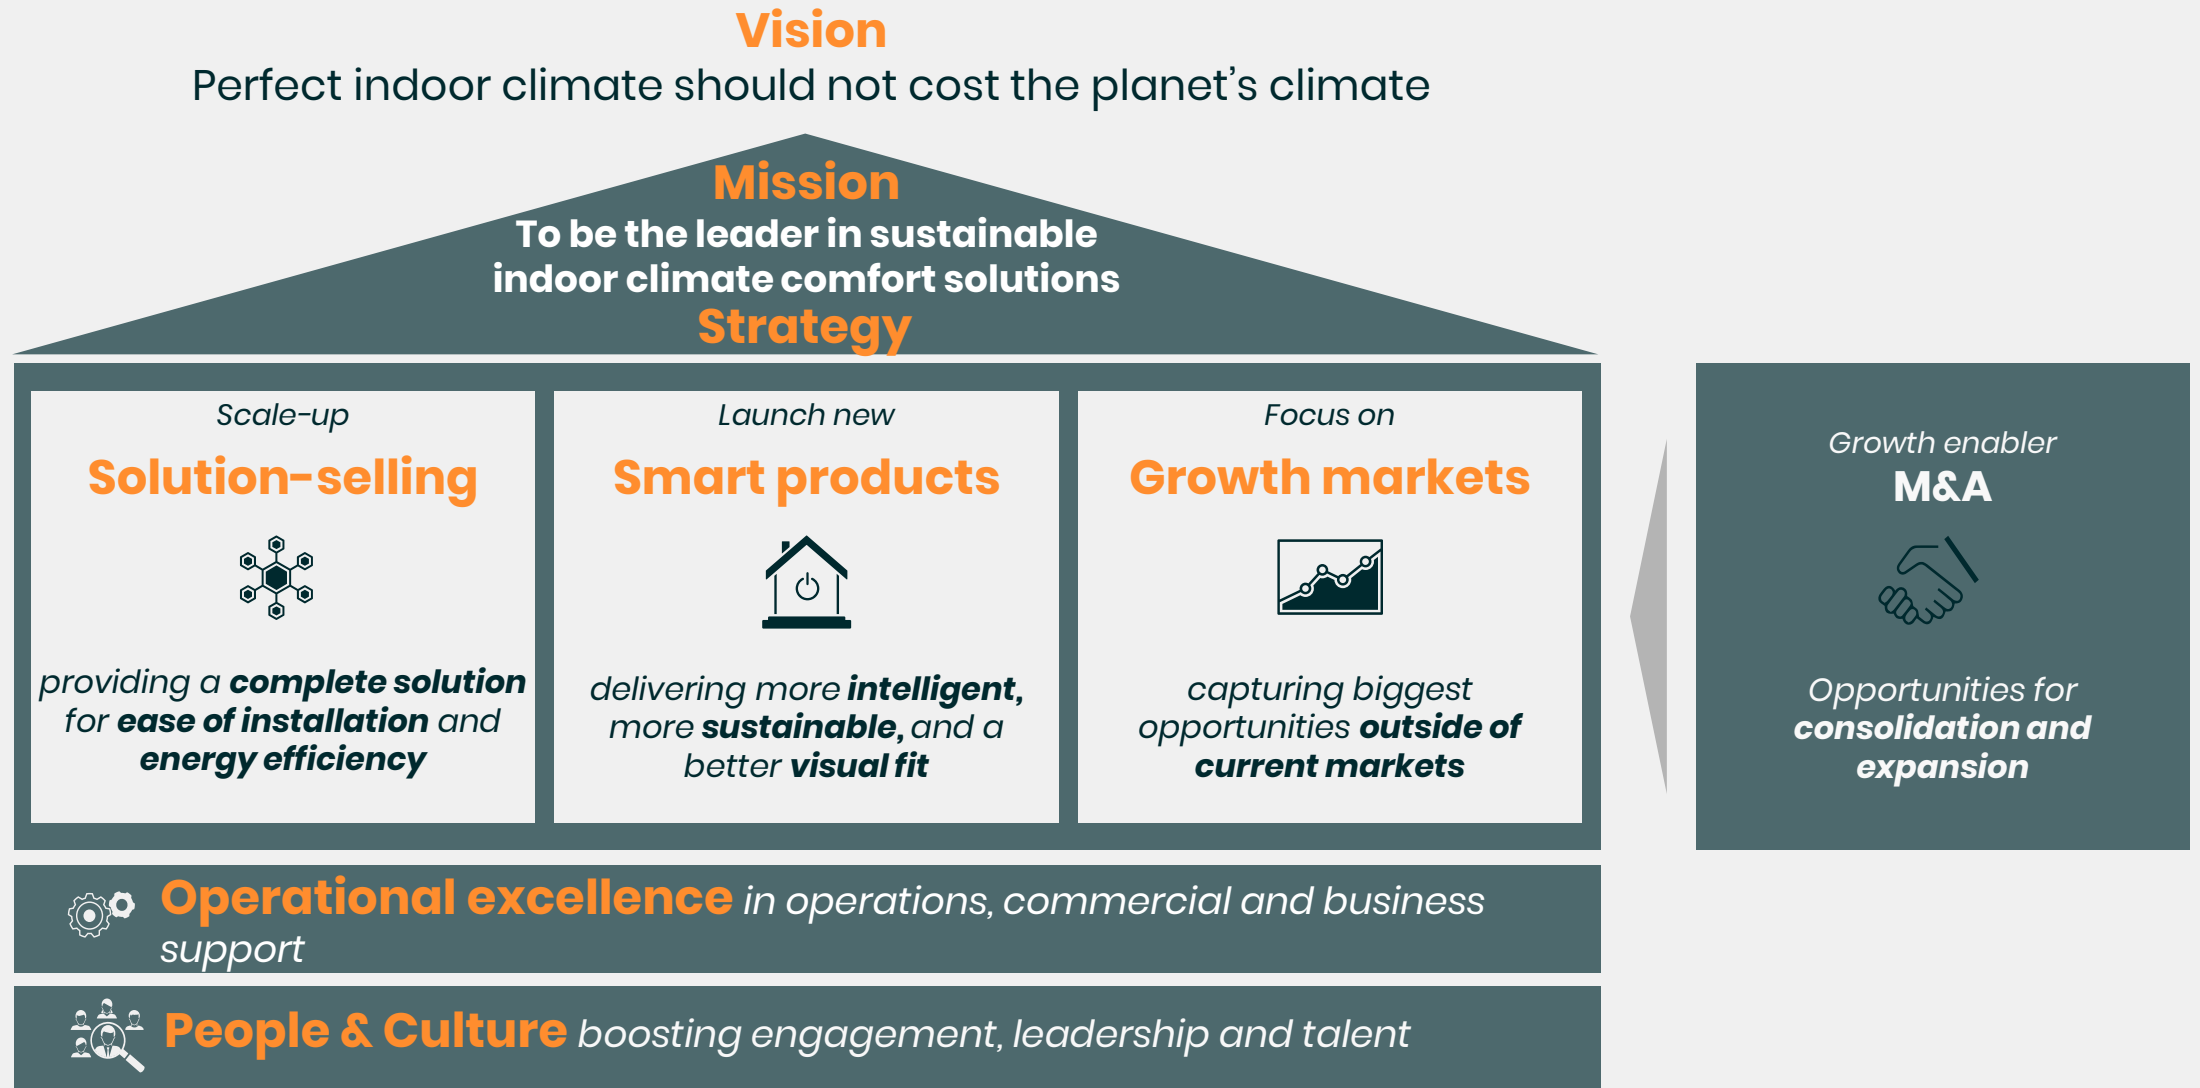 Vision
Perfect indoor climate should not cost the planet’s climate
Mission
To be the leader in sustainable
indoor climate comfort solutions
Strategy
Scale-up
Solution-selling
providing a complete solution
for ease of installation and
energy efficiency
Launch new
Smart products
delivering more intelligent,
more sustainable, and a
better visual fit
Focus on
Growth markets
capturing biggest
opportunities outside of
current markets
Growth enabler
M&A
Opportunities for
consolidation and
expansion
Operational excellence in operations, commercial and business
support
People & Culture boosting engagement, leadership and talent